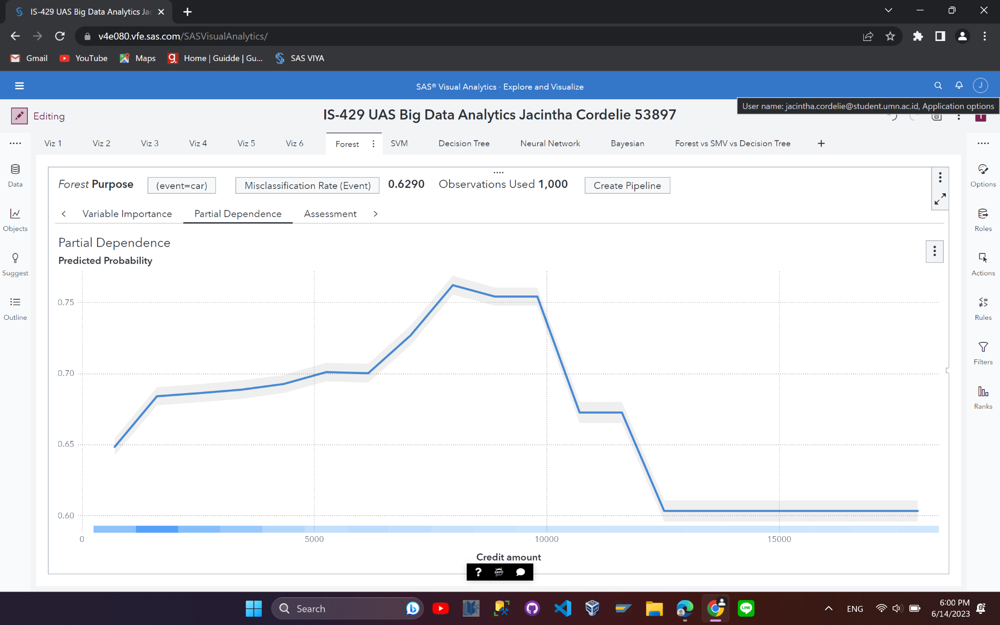 IS-429 UAS Big Data Analytics Jac
v4e080.vfe.sas.com/SASVisualAnalytics/
Gmail YouTube Maps Home | Guidde | Gu... SAS VIYA
SAS® Visual Analytics - Explore and Visualize J
User name: jacintha.cordelie@student.umn.ac.id, Application options
Editing IS-429 UAS Big Data Analytics Jacintha Cordelie 53897
Viz 1 Viz 2 Viz 3 Viz 4 Viz 5 Viz 6 Forest SVM Decision Tree Neural Network Bayesian Forest vs SMV vs Decision Tree +
Data
Objects
Suggest
Outline
Forest Purpose (event=car) Misclassification Rate (Event) 0.6290 Observations Used 1,000 Create Pipeline
Variable Importance Partial Dependence Assessment
Partial Dependence
Predicted Probability
0.75
0.70
0.65
0.60
0 5000 10000 15000
Credit amount
?
Options
Roles
Actions
Rules
Filters
Ranks
Search
LINE
ENG
6:00 PM
6/14/2023